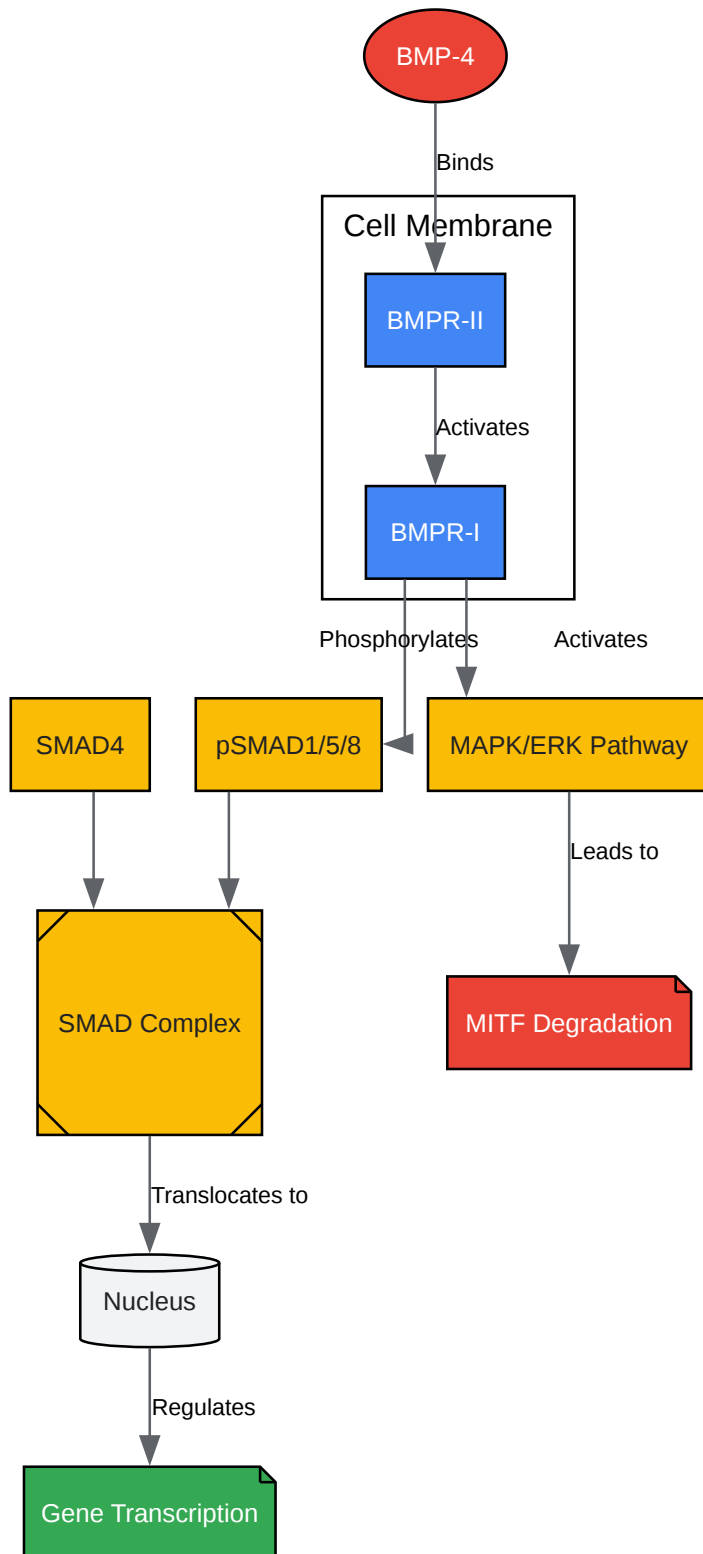 BMP-4
Binds
Cell Membrane
BMPR-II
Activates
BMPR-I
Phosphorylates
Activates
SMAD4
pSMAD1/5/8
MAPK/ERK Pathway
Leads to
SMAD Complex
MITF Degradation
Translocates to
Nucleus
Regulates
Gene Transcription